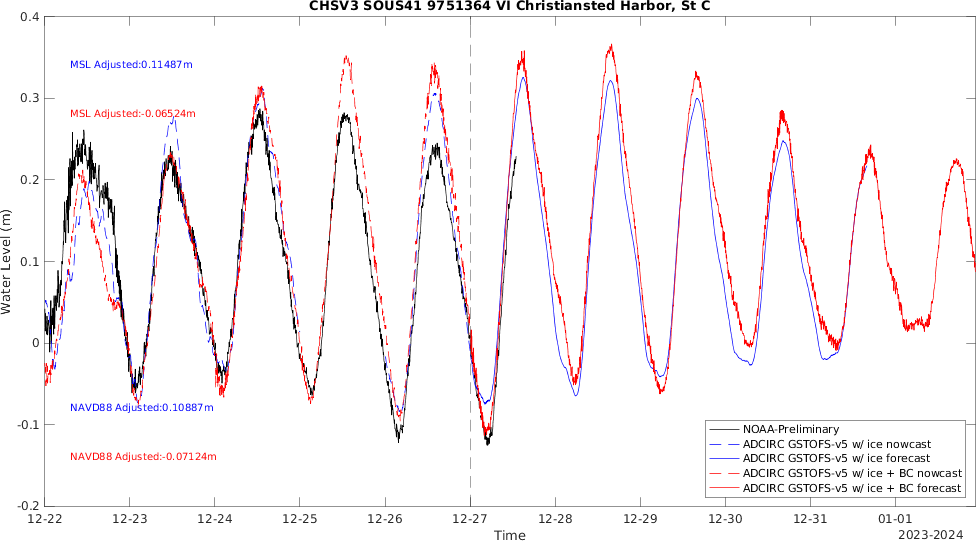 CHSV3 SOUS41 9751364 VI Christiansted Harbor, St C
0.4
0.3
0.2
0.1
0
-0.1
-0.2
Water Level (m)
MSL Adjusted:0.11487m
MSL Adjusted:-0.06524m
NAVD88 Adjusted:0.10887m
NAVD88 Adjusted:-0.07124m
NOAA-Preliminary
ADCIRC GSTOFS-v5 w/ ice nowcast
ADCIRC GSTOFS-v5 w/ ice forecast
ADCIRC GSTOFS-v5 w/ ice + BC nowcast
ADCIRC GSTOFS-v5 w/ ice + BC forecast
12-22 12-23 12-24 12-25 12-26 12-27 12-28 12-29 12-30 12-31 01-01
Time
2023-2024